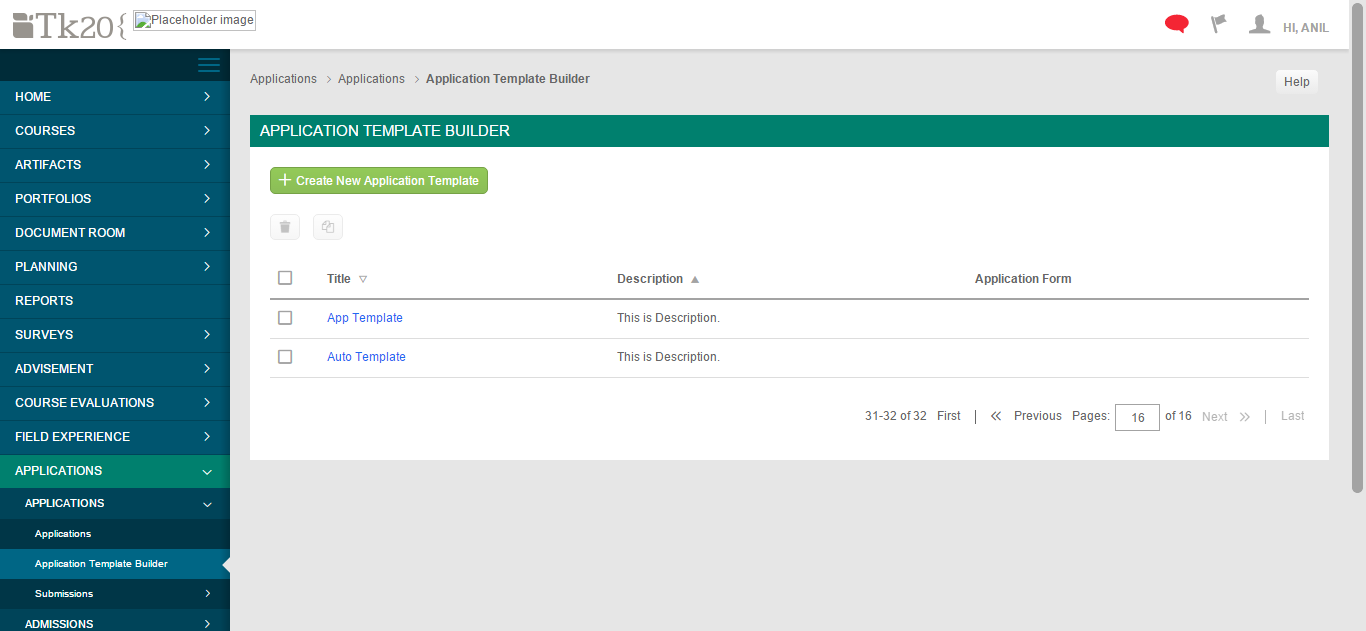 Tk20{
Placeholder image
HI, ANIL
HOME
COURSES
ARTIFACTS
PORTFOLIOS
DOCUMENT ROOM
PLANNING
REPORTS
SURVEYS
ADVISEMENT
COURSE EVALUATIONS
FIELD EXPERIENCE
APPLICATIONS
APPLICATIONS
Applications
Application Template Builder
Submissions
ADMISSIONS
Applications > Applications > Application Template Builder
Help
APPLICATION TEMPLATE BUILDER
+ Create New Application Template
Title Description Application Form
App Template This is Description.
Auto Template This is Description.
31-32 of 32 First | « Previous Pages: 16 of 16 Next » | Last